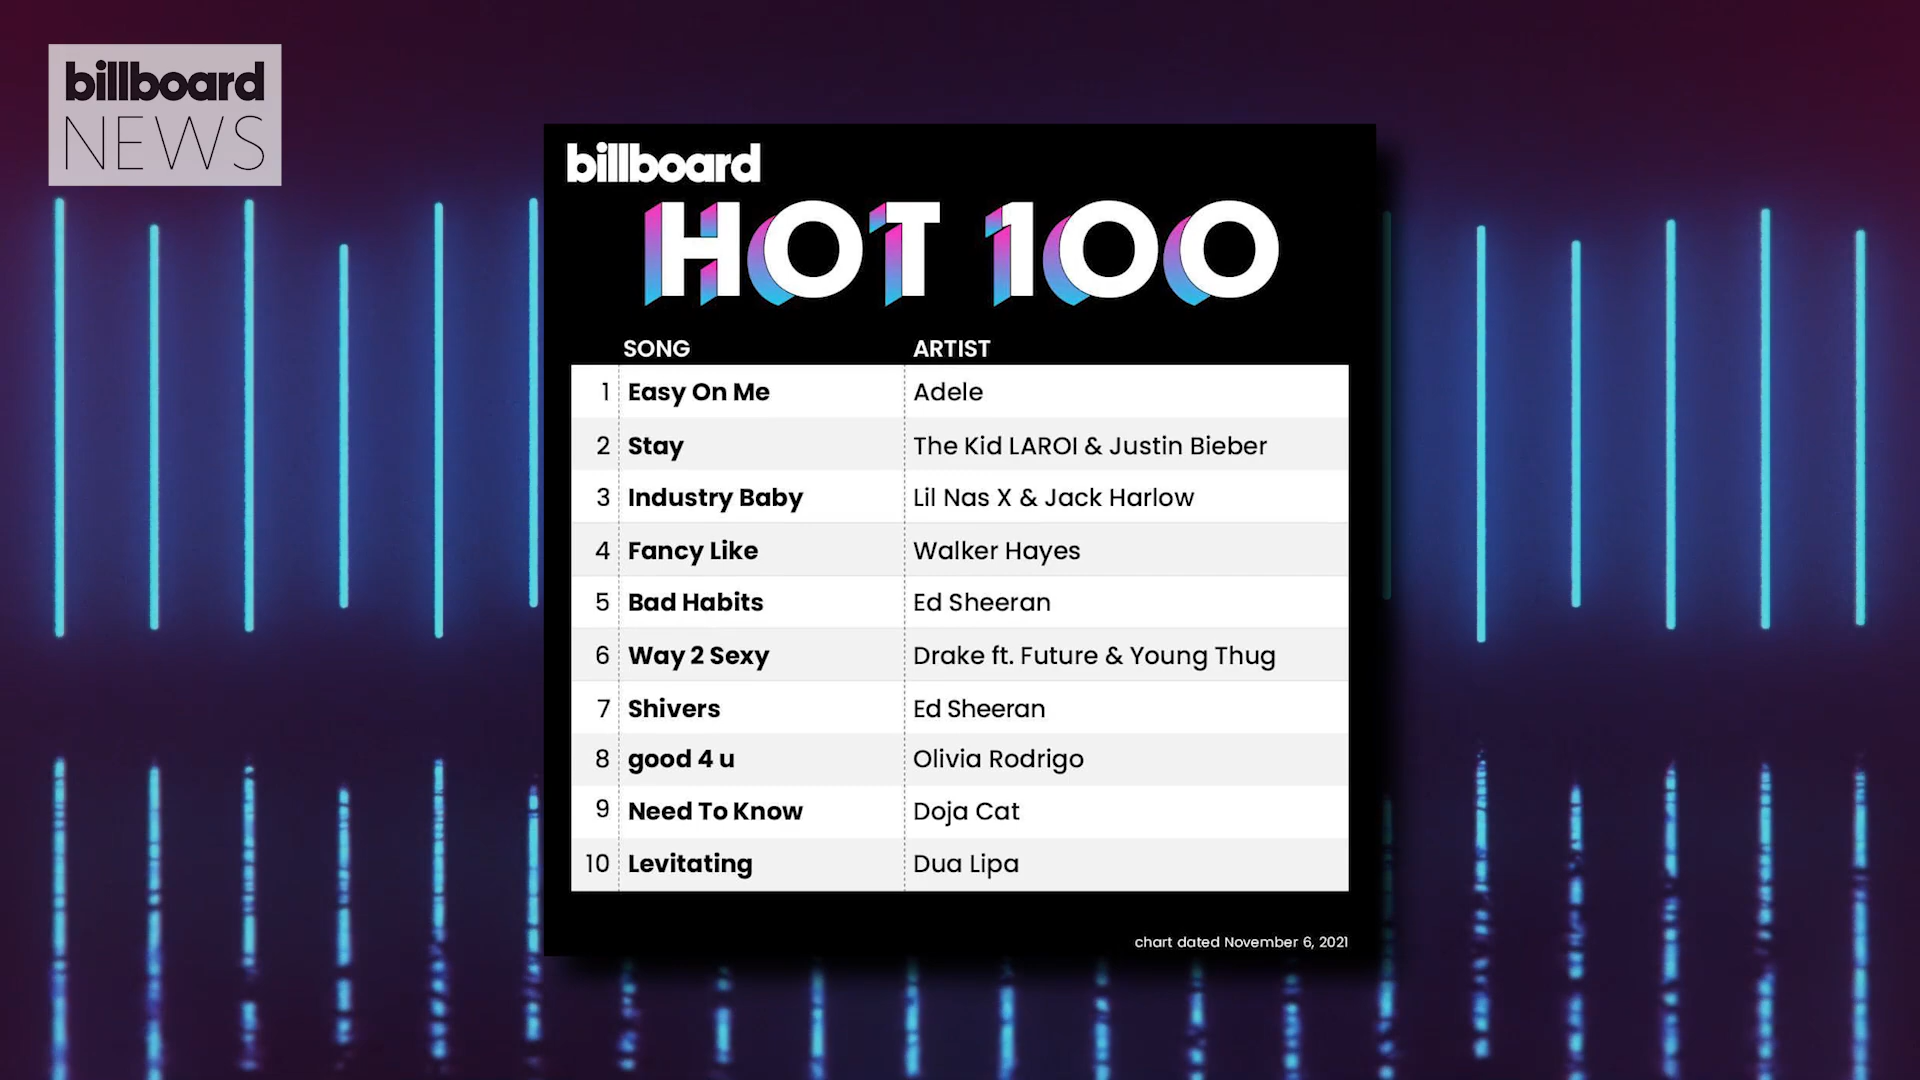 billboard
NEWS
billboard
HOT 100
SONG ARTIST
1 Easy On Me Adele
2 Stay The Kid LAROI & Justin Bieber
3 Industry Baby Lil Nas X & Jack Harlow
4 Fancy Like Walker Hayes
5 Bad Habits Ed Sheeran
6 Way 2 Sexy Drake ft. Future & Young Thug
7 Shivers Ed Sheeran
8 good 4 u Olivia Rodrigo
9 Need To Know Doja Cat
10 Levitating Dua Lipa
chart dated November 6, 2021